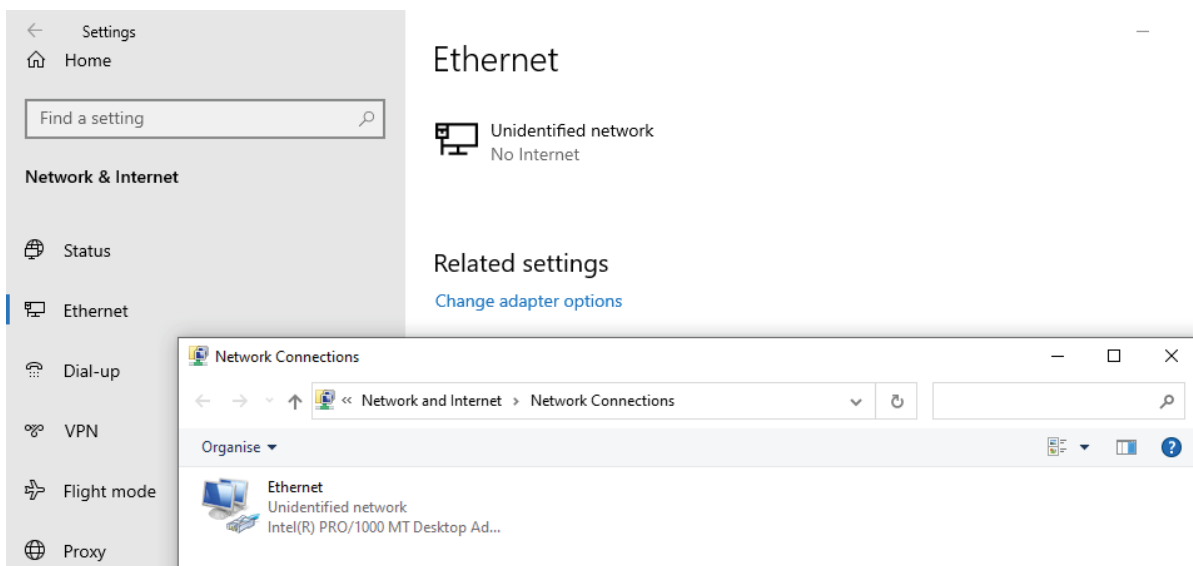 Settings
Home
Find a setting
Network & Internet
Status
Ethernet
Dial-up
VPN
Flight mode
Proxy
Ethernet
Unidentified network
No Internet
Related settings
Change adapter options
Network Connections
« Network and Internet › Network Connections
Organise
?
Ethernet
Unidentified network
Intel(R) PRO/1000 MT Desktop Ad...